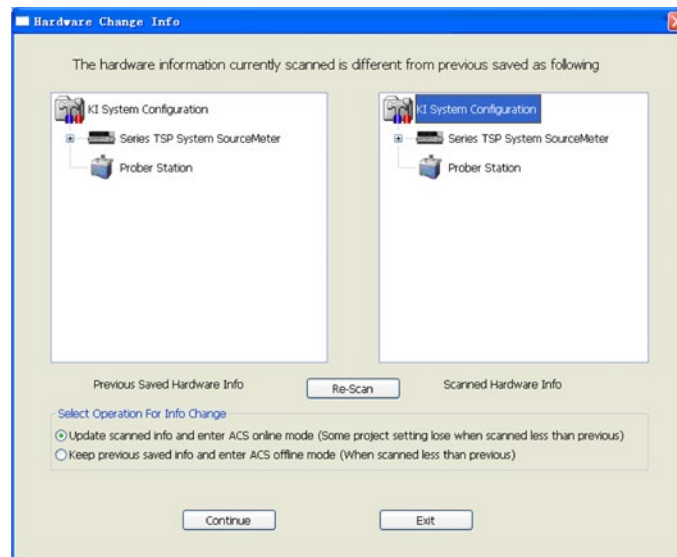 Hardware Change Info
The hardware information currently scanned is different from previous saved as following
KI System Configuration
Series TSP System SourceMeter
Prober Station
KI System Configuration
Series TSP System SourceMeter
Prober Station
Previous Saved Hardware Info
Re-Scan
Scanned Hardware Info
Select Operation For Info Change
Update scanned info and enter ACS online mode (Some project setting lose when scanned less than previous)
Keep previous saved info and enter ACS offline mode (When scanned less than previous)
Continue
Exit